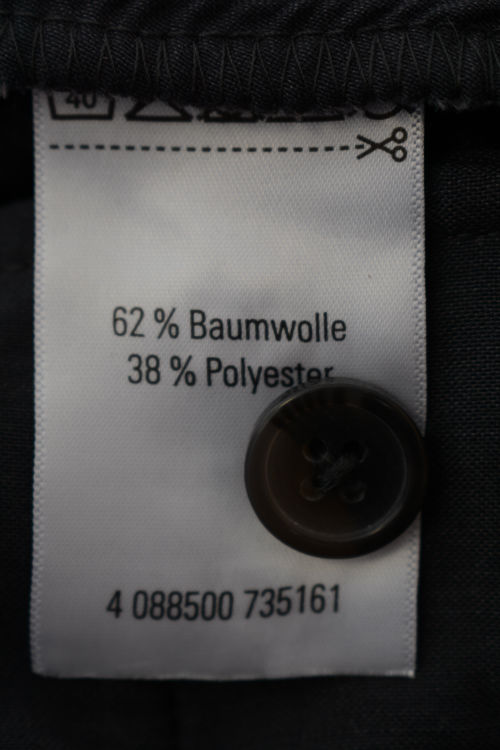 40
62 % Baumwolle
38 % Polyester
4 088500 735161